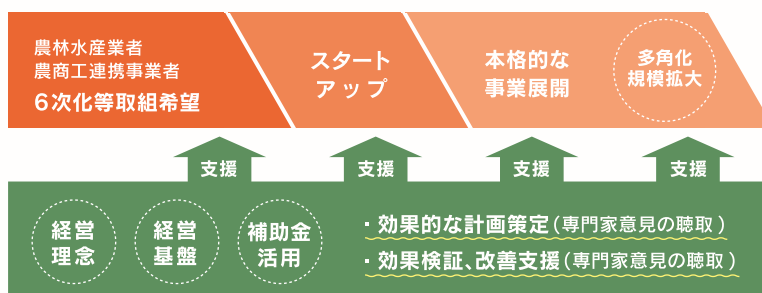 農林水産業者
農商工連携事業者
6次化等取組希望
スタート
アップ
本格的な
事業展開
多角化
規模拡大
支援
支援
支援
支援
経営
理念
経営
基盤
補助金
活用
・効果的な計画策定(専門家意見の聴取)
・効果検証、改善支援(専門家意見の聴取)